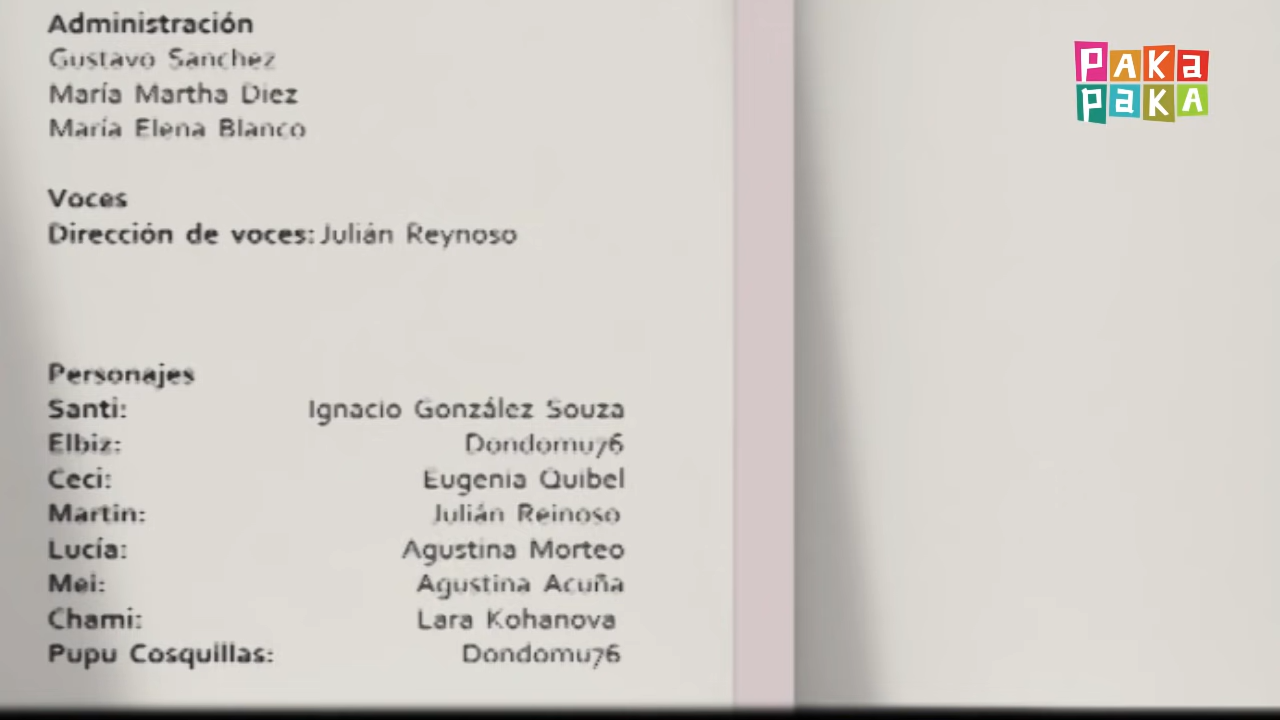 Administración
Gustavo Sanchez
María Martha Diez
María Elena Blanco
Voces
Dirección de voces: Julián Reynoso
Personajes
Santi: Ignacio González Souza
Elbiz: Dondomu76
Ceci: Eugenia Quibel
Martin: Julián Reinoso
Lucía: Agustina Morteo
Mei: Agustina Acuña
Chami: Lara Kohanova
Pupu Cosquillas: Dondomu76
PAKa
PaKA